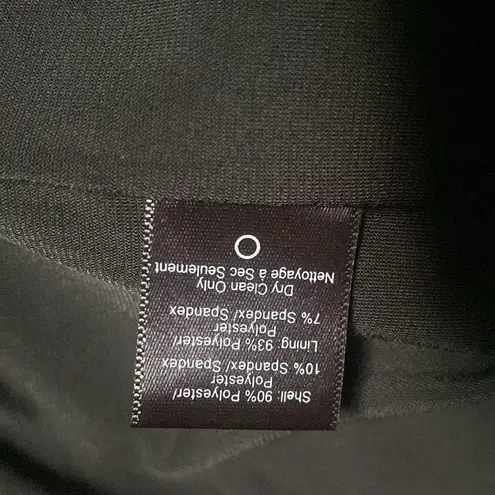 Shell: 90% Polyester/
Polyester
10% Spandex/ Spandex
Lining: 93% Polyester/
Polyester
7% Spandex/ Spandex
Dry Clean Only
Nettoyage à Sec Seulement